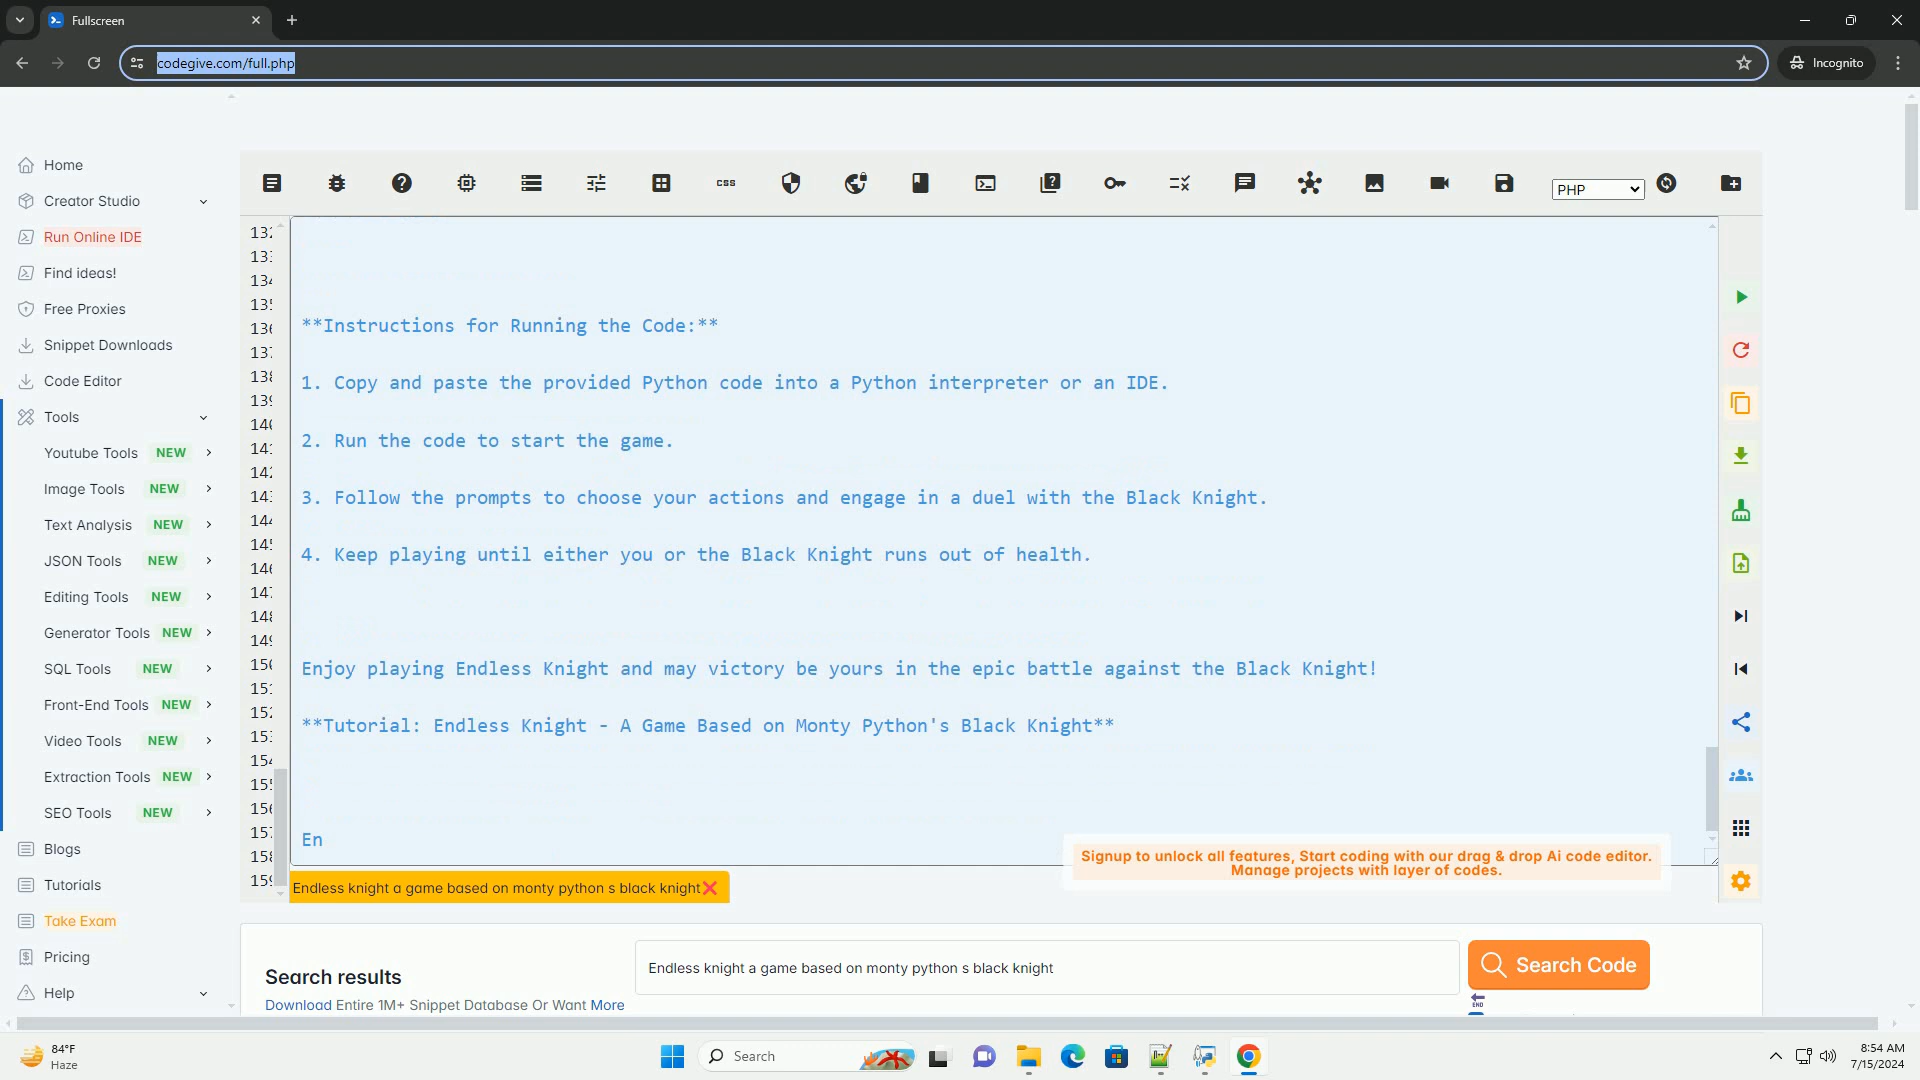 Fullscreen
codegive.com/full.php
Incognito
Home
Creator Studio
Run Online IDE
Find ideas!
Free Proxies
Snippet Downloads
Code Editor
Tools
Youtube Tools NEW
Image Tools NEW
Text Analysis NEW
JSON Tools NEW
Editing Tools NEW
Generator Tools NEW
SQL Tools NEW
Front-End Tools NEW
Video Tools NEW
Extraction Tools NEW
SEO Tools NEW
Blogs
Tutorials
Take Exam
Pricing
Help
css
PHP
**Instructions for Running the Code:**
1. Copy and paste the provided Python code into a Python interpreter or an IDE.
2. Run the code to start the game.
3. Follow the prompts to choose your actions and engage in a duel with the Black Knight.
4. Keep playing until either you or the Black Knight runs out of health.
Enjoy playing Endless Knight and may victory be yours in the epic battle against the Black Knight!
**Tutorial: Endless Knight - A Game Based on Monty Python's Black Knight**
En
Signup to unlock all features, Start coding with our drag & drop Ai code editor.
Manage projects with layer of codes.
Endless knight a game based on monty python s black knight
Search results
Download Entire 1M+ Snippet Database Or Want More
Endless knight a game based on monty python s black knight
Search Code
END
84°F
Haze
Search
8:54 AM
7/15/2024